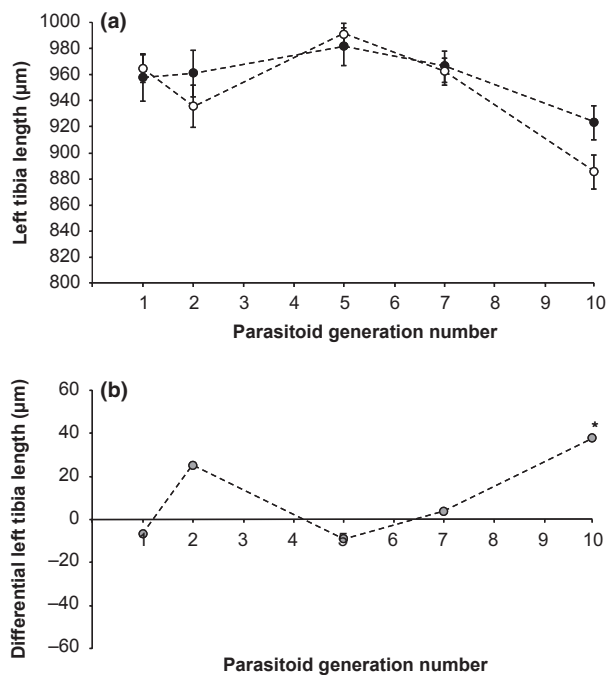 (a)
1000
980
960
940
920
900
880
860
840
820
800
Left tibia length (µm)
1 2 3 4 5 6 7 8 9 10
Parasitoid generation number
(b)
60
40
20
0
–20
–40
–60
Differential left tibia length (µm)
*
1 2 3 4 5 6 7 8 9 10
Parasitoid generation number